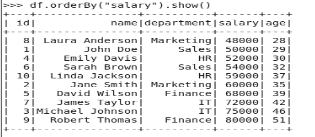 >>> df.orderBy("salary").show()
+---+---------------+----------+------+---+
| id|           name|department|salary|age|
+---+---------------+----------+------+---+
|  8| Laura Anderson| Marketing| 48000| 28|
|  1|       John Doe|     Sales| 50000| 29|
|  4|   Emily Davis|        HR| 52000| 30|
|  6|    Sarah Brown|     Sales| 54000| 32|
| 10|  Linda Jackson|        HR| 59000| 37|
|  2|     Jane Smith| Marketing| 60000| 35|
|  5|   David Wilson|   Finance| 68000| 39|
|  7|   James Taylor|        IT| 72000| 42|
|  3|Michael Johnson|        IT| 75000| 46|
|  9|  Robert Thomas|   Finance| 80000| 51|
+---+---------------+----------+------+---+